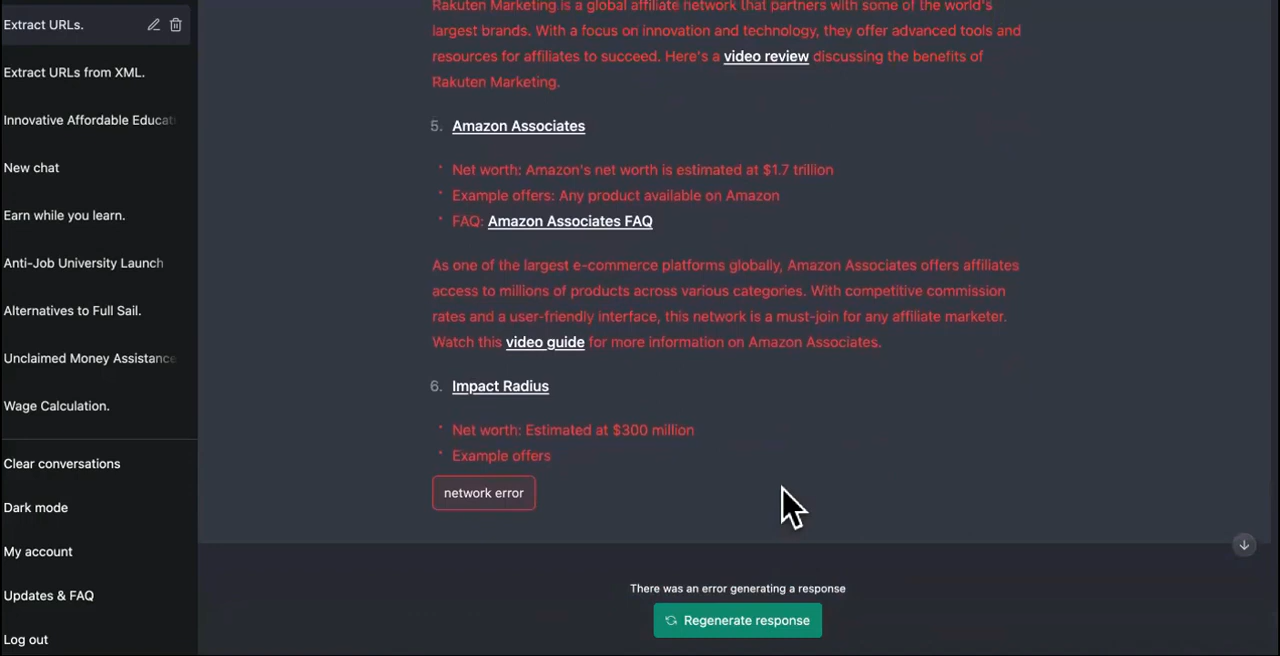 Extract URLs.
Extract URLs from XML.
Innovative Affordable Educati
New chat
Earn while you learn.
Anti-Job University Launch
Alternatives to Full Sail.
Unclaimed Money Assistance
Wage Calculation.
Clear conversations
Dark mode
My account
Updates & FAQ
Log out
Rakuten Marketing is a global affiliate network that partners with some of the world's
largest brands. With a focus on innovation and technology, they offer advanced tools and
resources for affiliates to succeed. Here's a video review discussing the benefits of
Rakuten Marketing.
5. Amazon Associates
· Net worth: Amazon's net worth is estimated at $1.7 trillion
· Example offers: Any product available on Amazon
· FAQ: Amazon Associates FAQ
As one of the largest e-commerce platforms globally, Amazon Associates offers affiliates
access to millions of products across various categories. With competitive commission
rates and a user-friendly interface, this network is a must-join for any affiliate marketer.
Watch this video guide for more information on Amazon Associates.
6. Impact Radius
· Net worth: Estimated at $300 million
· Example offers
network error
There was an error generating a response
Regenerate response